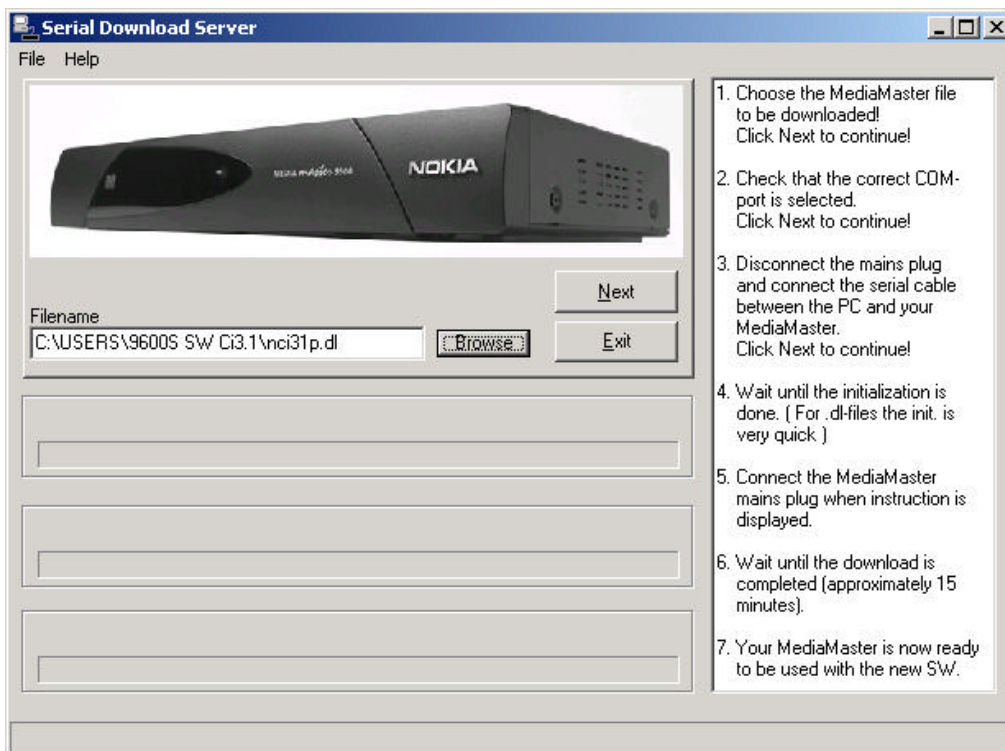 Serial Download Server
File Help
NOKIA
Next
Filename
C:\USERS\9600S SW Ci3.1\nci31p.dl
Browse
Exit
1. Choose the MediaMaster file
to be downloaded!
Click Next to continue!
2. Check that the correct COM-
port is selected.
Click Next to continue!
3. Disconnect the mains plug
and connect the serial cable
between the PC and your
MediaMaster.
Click Next to continue!
4. Wait until the initialization is
done. ( For .dl-files the init. is
very quick )
5. Connect the MediaMaster
mains plug when instruction is
displayed.
6. Wait until the download is
completed (approximately 15
minutes).
7. Your MediaMaster is now ready
to be used with the new SW.